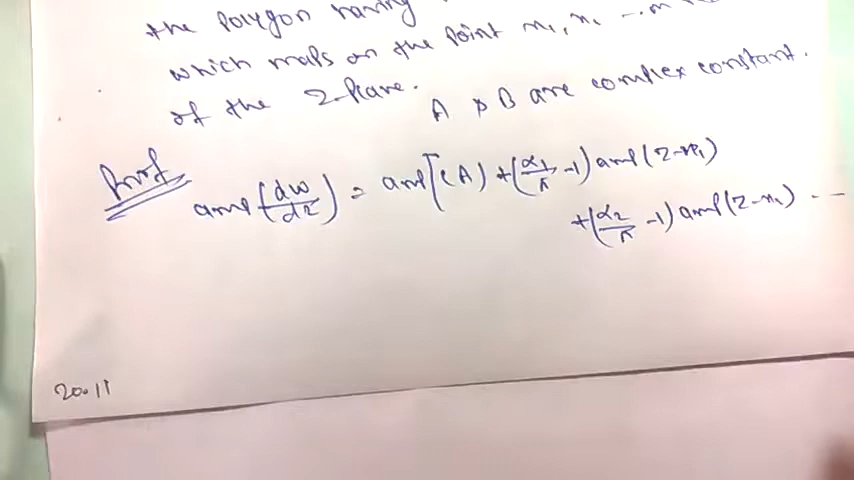 the polygon having
which maps on the point x₁, x₂ ... x
of the z-plane.
A & B are complex constant.
Proof
amp(dw/dz) = amp(A) + (α₁/π - 1) amp(z-x₁)
+ (α₂/π - 1) amp(z-x₂) ...
20.11